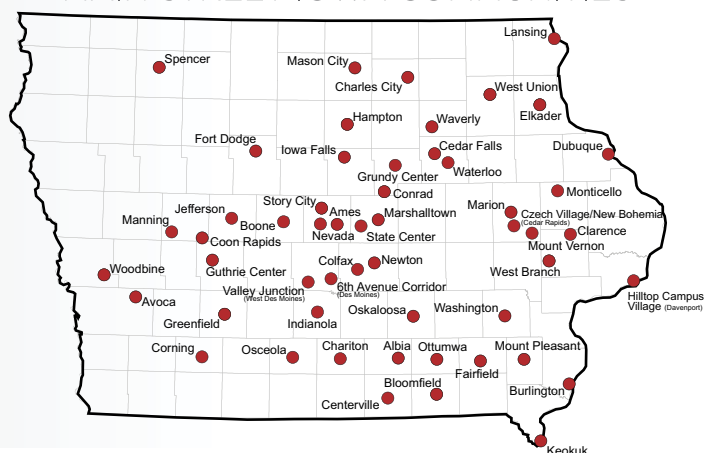 Lansing
Spencer
Mason City
Charles City
West Union
Elkader
Hampton
Waverly
Fort Dodge
Iowa Falls
Cedar Falls
Waterloo
Dubuque
Grundy Center
Conrad
Monticello
Story City
Jefferson
Ames
Marshalltown
Marion
Czech Village/New Bohemia
(Cedar Rapids)
Manning
Boone
Nevada
State Center
Clarence
Coon Rapids
Mount Vernon
Colfax
Newton
Woodbine
Guthrie Center
West Branch
Valley Junction
(West Des Moines)
6th Avenue Corridor
(Des Moines)
Avoca
Hilltop Campus
Village (Davenport)
Oskaloosa
Washington
Greenfield
Indianola
Corning
Osceola
Chariton
Albia
Ottumwa
Mount Pleasant
Fairfield
Bloomfield
Burlington
Centerville
Keokuk